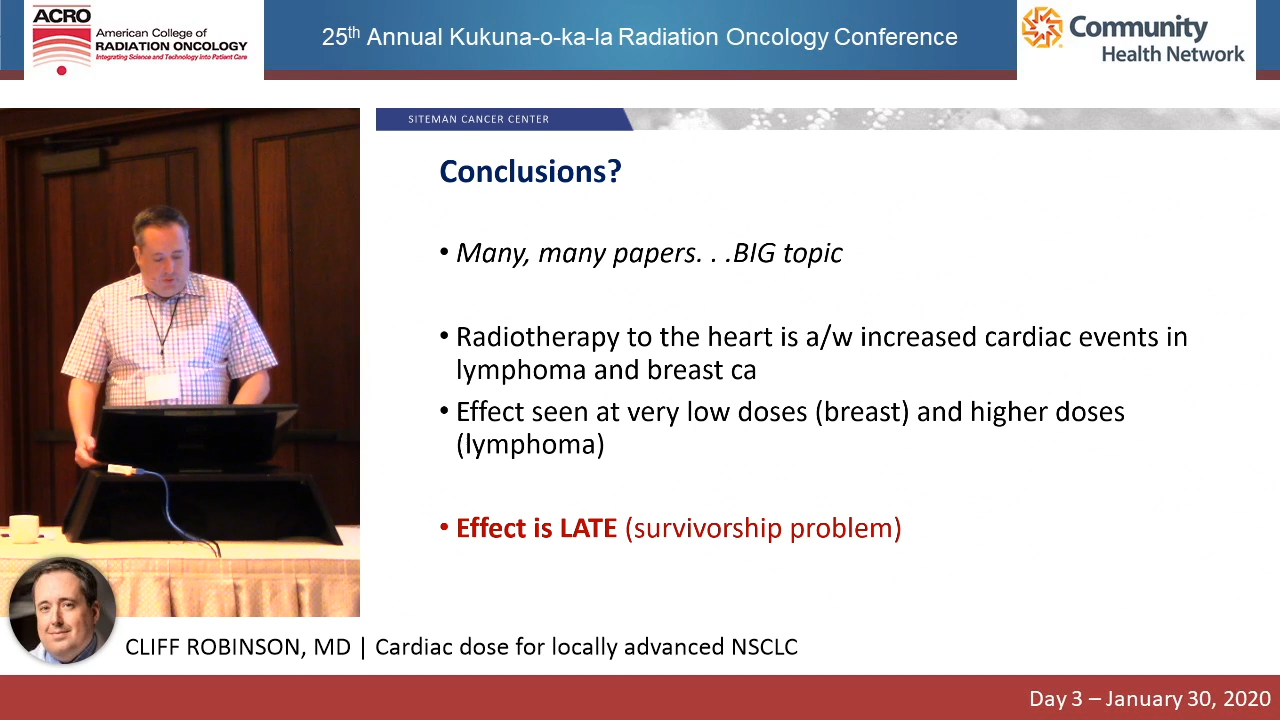 ACRO
American College of
RADIATION ONCOLOGY
Integrating Science and Technology Into Patient Care
25th Annual Kukuna-o-ka-la Radiation Oncology Conference
Community
Health Network
SITEMAN CANCER CENTER
Conclusions?
• Many, many papers. . .BIG topic
• Radiotherapy to the heart is a/w increased cardiac events in
lymphoma and breast ca
• Effect seen at very low doses (breast) and higher doses
(lymphoma)
• Effect is LATE (survivorship problem)
CLIFF ROBINSON, MD | Cardiac dose for locally advanced NSCLC
Day 3 – January 30, 2020